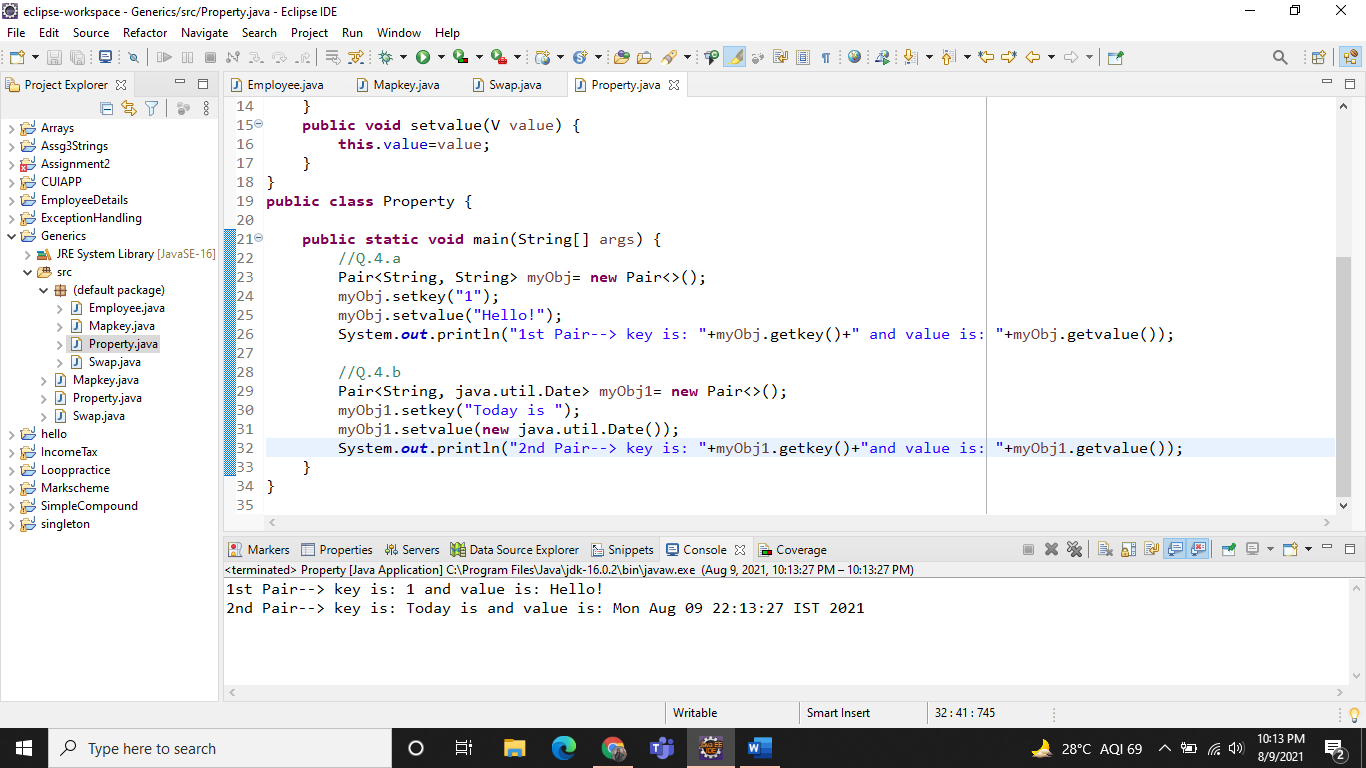 eclipse-workspace - Generics/src/Property.java - Eclipse IDE
File Edit Source Refactor Navigate Search Project Run Window Help
Project Explorer
Employee.java Mapkey.java Swap.java Property.java
Arrays
Assg3Strings
Assignment2
CUIAPP
EmployeeDetails
ExceptionHandling
Generics
JRE System Library [JavaSE-16]
src
(default package)
Employee.java
Mapkey.java
Property.java
Swap.java
Mapkey.java
Property.java
Swap.java
hello
IncomeTax
Looppractice
Markscheme
SimpleCompound
singleton
14 }
15 public void setvalue(V value) {
16 this.value=value;
17 }
18 }
19 public class Property {
20
21 public static void main(String[] args) {
22 //Q.4.a
23 Pair<String, String> myObj= new Pair<>();
24 myObj.setkey("1");
25 myObj.setvalue("Hello!");
26 System.out.println("1st Pair--> key is: "+myObj.getkey()+" and value is: "+myObj.getvalue());
27
28 //Q.4.b
29 Pair<String, java.util.Date> myObj1= new Pair<>();
30 myObj1.setkey("Today is ");
31 myObj1.setvalue(new java.util.Date());
32 System.out.println("2nd Pair--> key is: "+myObj1.getkey()+"and value is: "+myObj1.getvalue());
33 }
34 }
35
Markers Properties Servers Data Source Explorer Snippets Console Coverage
<terminated> Property [Java Application] C:\Program Files\Java\jdk-16.0.2\bin\javaw.exe (Aug 9, 2021, 10:13:27 PM – 10:13:27 PM)
1st Pair--> key is: 1 and value is: Hello!
2nd Pair--> key is: Today is and value is: Mon Aug 09 22:13:27 IST 2021
Writable Smart Insert 32 : 41 : 745
Type here to search
28°C AQI 69
10:13 PM
8/9/2021
2